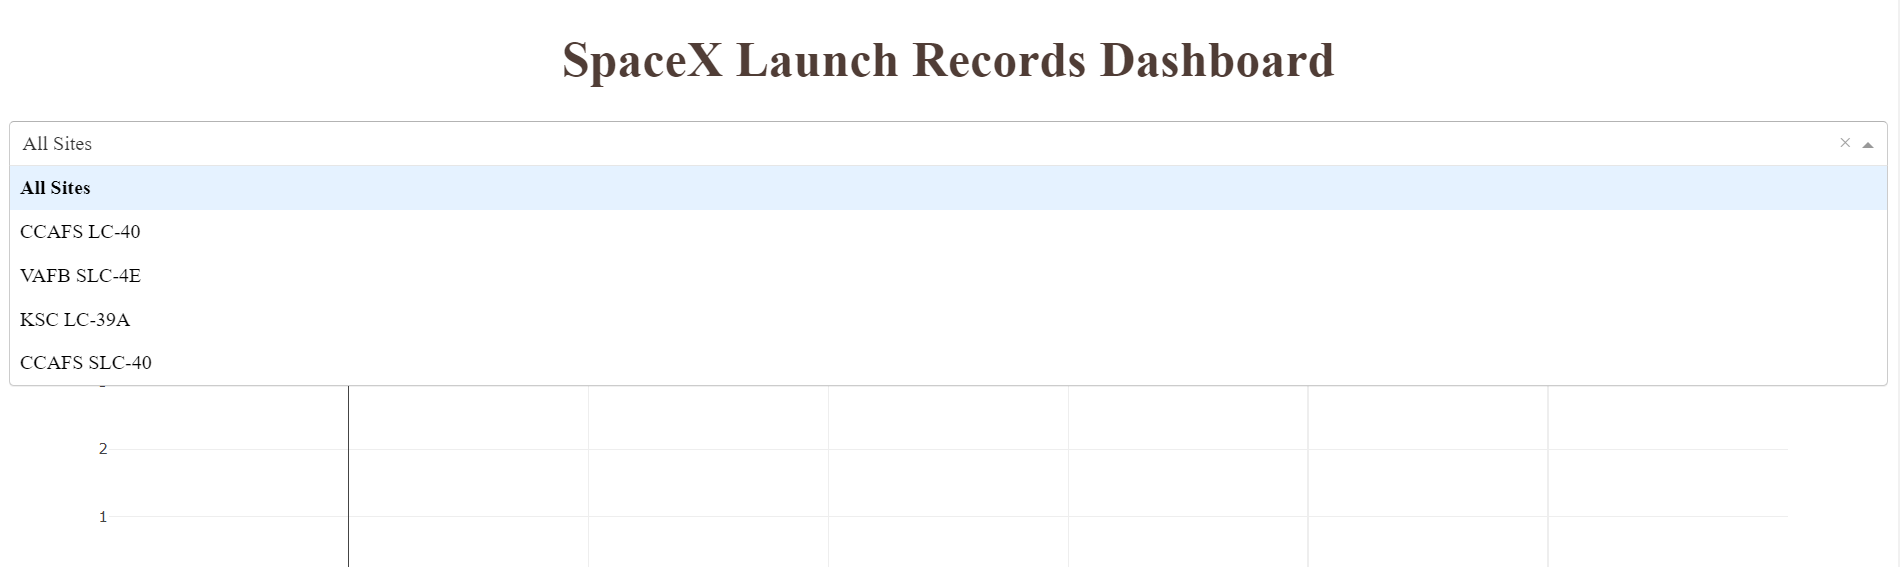 SpaceX Launch Records Dashboard
All Sites
All Sites
CCAFS LC-40
VAFB SLC-4E
KSC LC-39A
CCAFS SLC-40
2
1